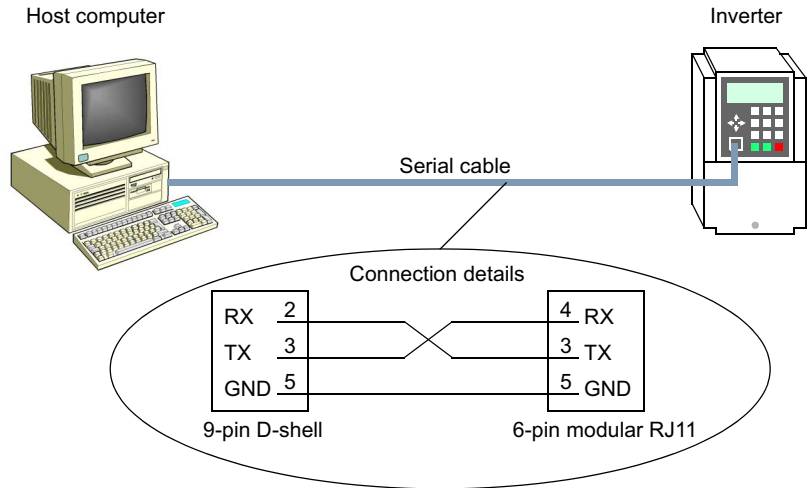 Host computer
Inverter
Serial cable
Connection details
RX 2
4 RX
TX 3
3 TX
GND 5
5 GND
9-pin D-shell
6-pin modular RJ11